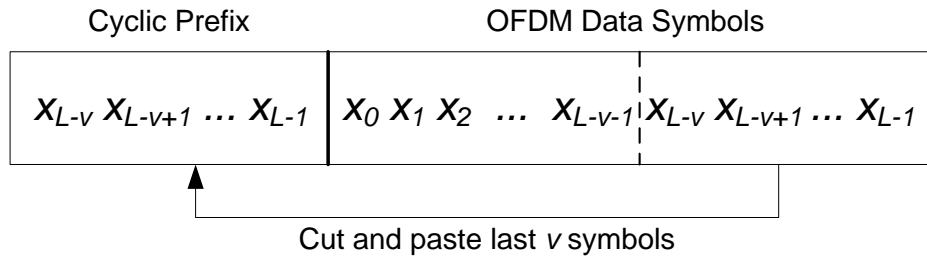 Cyclic Prefix OFDM Data Symbols
x_{L-v} x_{L-v+1} ... x_{L-1} x_0 x_1 x_2 ... x_{L-v-1} x_{L-v} x_{L-v+1} ... x_{L-1}
Cut and paste last v symbols